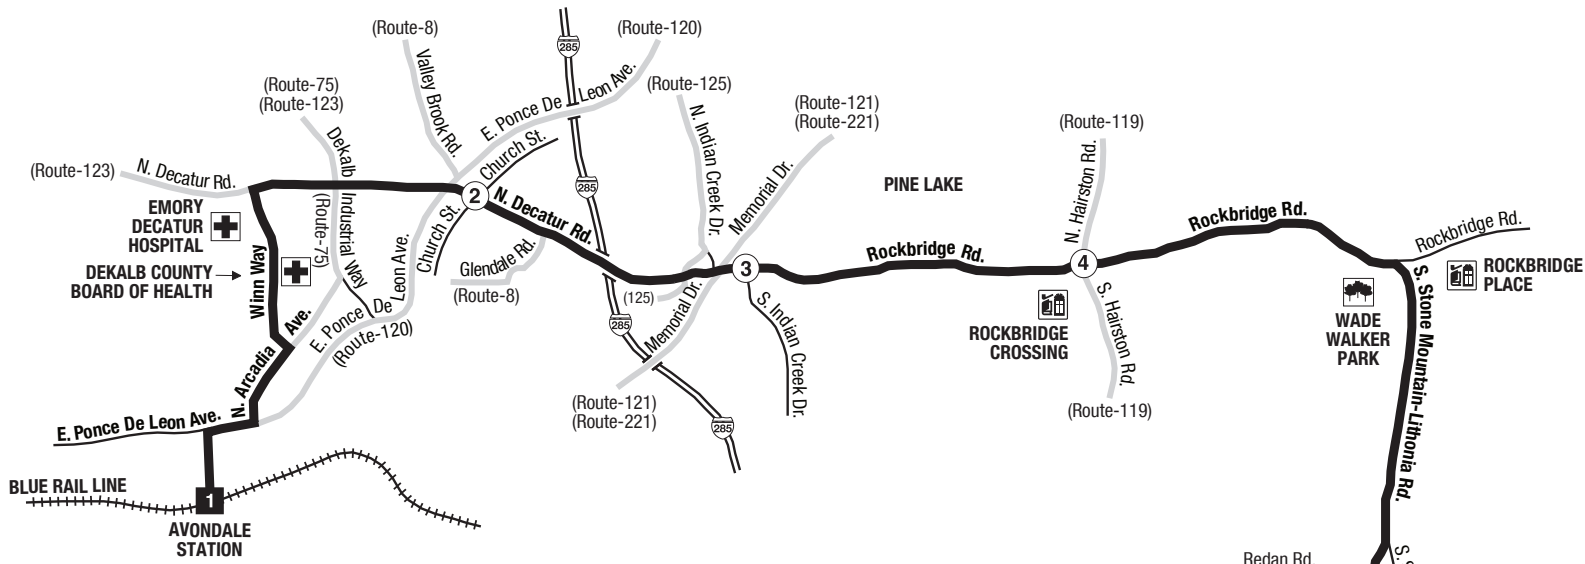 (Route-8)
(Route-120)
285
Valley Brook Rd.
E. Ponce De Leon Ave.
(Route-75)
(Route-123)
(Route-125)
(Route-121)
(Route-221)
(Route-119)
Dekalb Industrial Way
(Route-75)
Church St.
N. Indian Creek Dr.
Memorial Dr.
N. Hairston Rd.
(Route-123)
N. Decatur Rd.
PINE LAKE
285
2
N. Decatur Rd.
EMORY
DECATUR
HOSPITAL
Church St.
Rockbridge Rd.
Rockbridge Rd.
Rockbridge Rd.
DEKALB COUNTY
BOARD OF HEALTH
Winn Way
Glendale Rd.
(Route-8)
3
4
ROCKBRIDGE
PLACE
(125)
E. Ponce De Leon Ave.
(Route-120)
285
Memorial Dr.
S. Indian Creek Dr.
ROCKBRIDGE
CROSSING
S. Hairston Rd.
WADE
WALKER
PARK
S. Stone Mountain-Lithonia Rd.
N. Arcadia Ave.
(Route-121)
(Route-221)
(Route-119)
E. Ponce De Leon Ave.
285
BLUE RAIL LINE
1
AVONDALE
STATION
Redan Rd.
S.